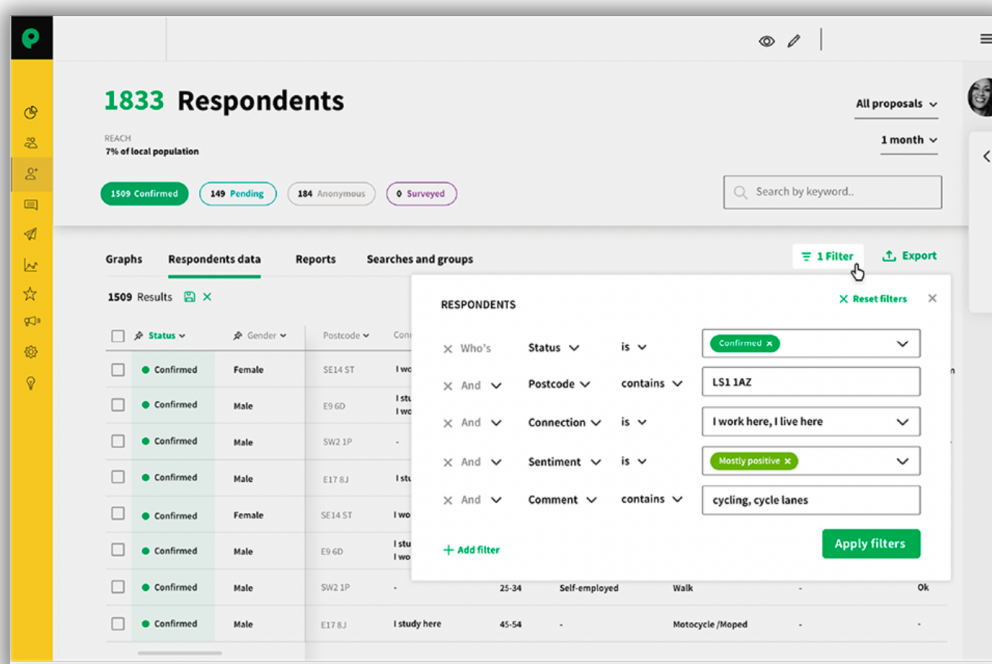 1833 Respondents
All proposals
REACH
7% of local population
1 month
1509 Confirmed 149 Pending 184 Anonymous 0 Surveyed
Search by keyword..
Graphs Respondents data Reports Searches and groups 1 Filter Export
1509 Results
RESPONDENTS Reset filters
Status Gender Postcode
Who's Status is Confirmed
Confirmed Female SE14 ST
And Postcode contains LS1 1AZ
Confirmed Male E9 6D
And Connection is I work here, I live here
Confirmed Male SW2 1P -
And Sentiment is Mostly positive
Confirmed Male E17 8J
And Comment contains cycling, cycle lanes
Confirmed Female SE14 ST
Add filter Apply filters
Confirmed Male E9 6D
Confirmed Male SW2 1P - 25-34 Self-employed Walk - Ok
Confirmed Male E17 8J I study here 45-54 - Motocycle /Moped - -